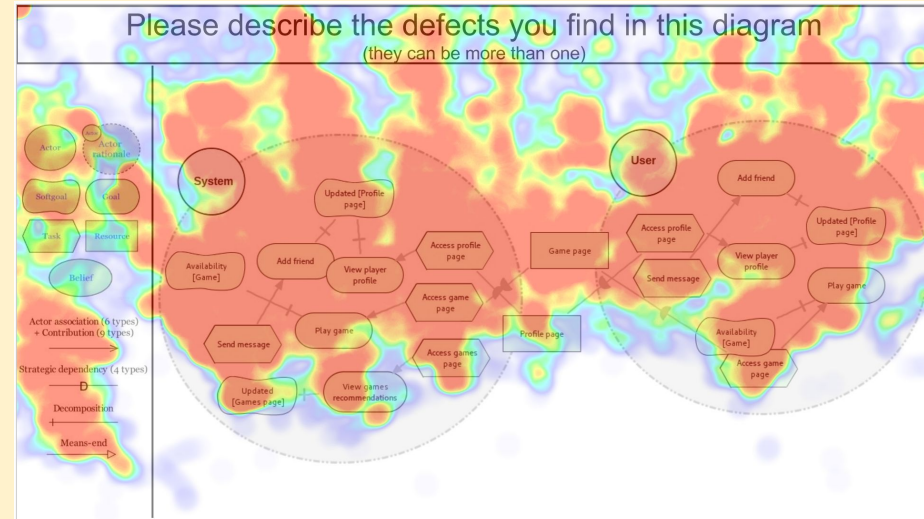 Please describe the defects you find in this diagram
(they can be more than one)
Actor
Actor
Actor
rationale
Softgoal
Goal
Task
Resource
Belief
Actor association (6 types)
+ Contribution (9 types)
Strategic dependency (4 types)
D
Decomposition
Means-end
System
Updated [Profile
page]
Access profile
page
Add friend
View player
profile
Availability
[Game]
Access game
page
Play game
Send message
Access games
page
Updated
[Games page]
View games
recommendations
Game page
Profile page
User
Add friend
Updated [Profile
page]
Access profile
page
View player
profile
Send message
Play game
Availability
[Game]
Access game
page